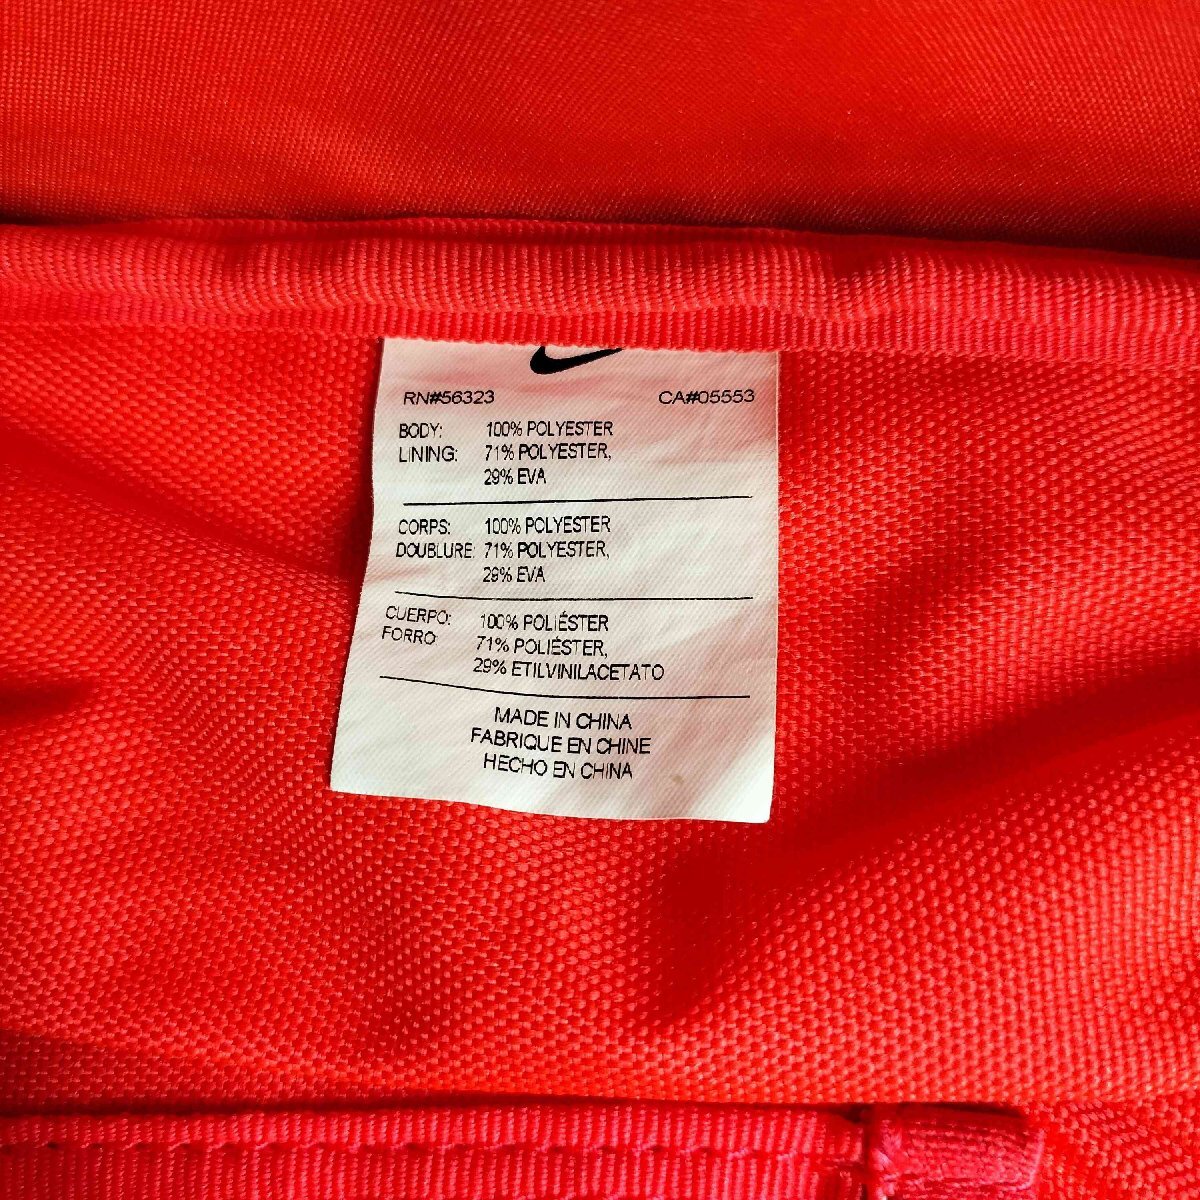 RN#56323 CA#05553
BODY: 100% POLYESTER
LINING: 71% POLYESTER,
29% EVA
CORPS: 100% POLYESTER
DOUBLURE: 71% POLYESTER,
29% EVA
CUERPO: 100% POLIÉSTER
FORRO 71% POLIÉSTER,
29% ETILVINILACETATO
MADE IN CHINA
FABRIQUE EN CHINE
HECHO EN CHINA